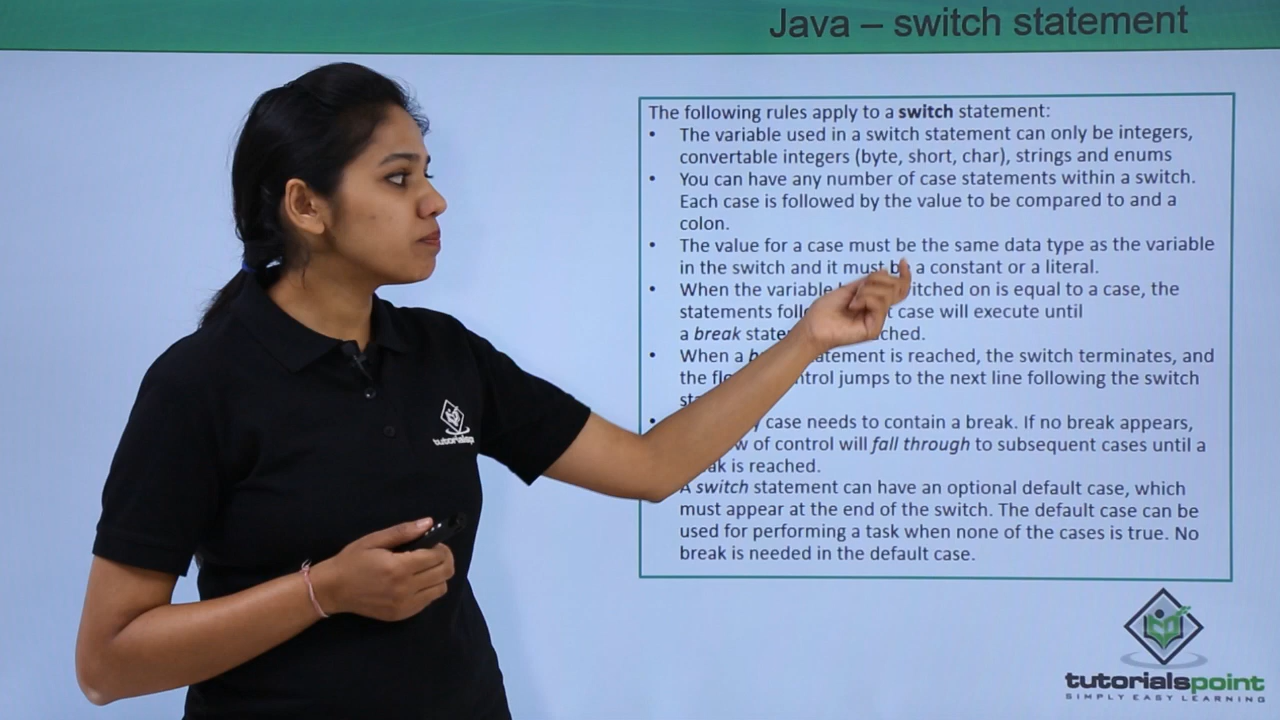 Java – switch statement
The following rules apply to a switch statement:
• The variable used in a switch statement can only be integers,
convertable integers (byte, short, char), strings and enums
• You can have any number of case statements within a switch.
Each case is followed by the value to be compared to and a
colon.
• The value for a case must be the same data type as the variable
in the switch and it must a constant or a literal.
• When the variable on is equal to a case, the
statements case will execute until
a break
• When a is reached, the switch terminates, and
the jumps to the next line following the switch
case needs to contain a break. If no break appears,
of control will fall through to subsequent cases until a
is reached.
A switch statement can have an optional default case, which
must appear at the end of the switch. The default case can be
used for performing a task when none of the cases is true. No
break is needed in the default case.
tutorialspoint
SIMPLY EASY LEARNING